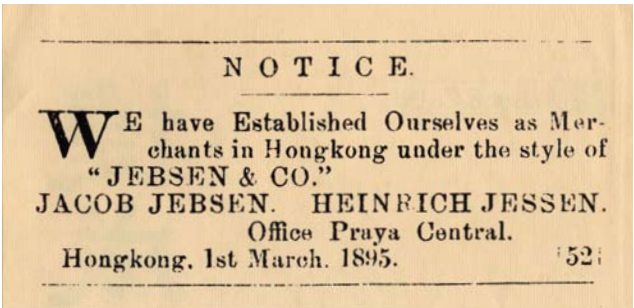 NOTICE.
WE have Established Ourselves as Mer-
chants in Hongkong under the style of
"JEBSEN & CO."
JACOB JEBSEN. HEINRICH JESSEN.
Office Praya Central.
Hongkong, 1st March. 1895. [52]